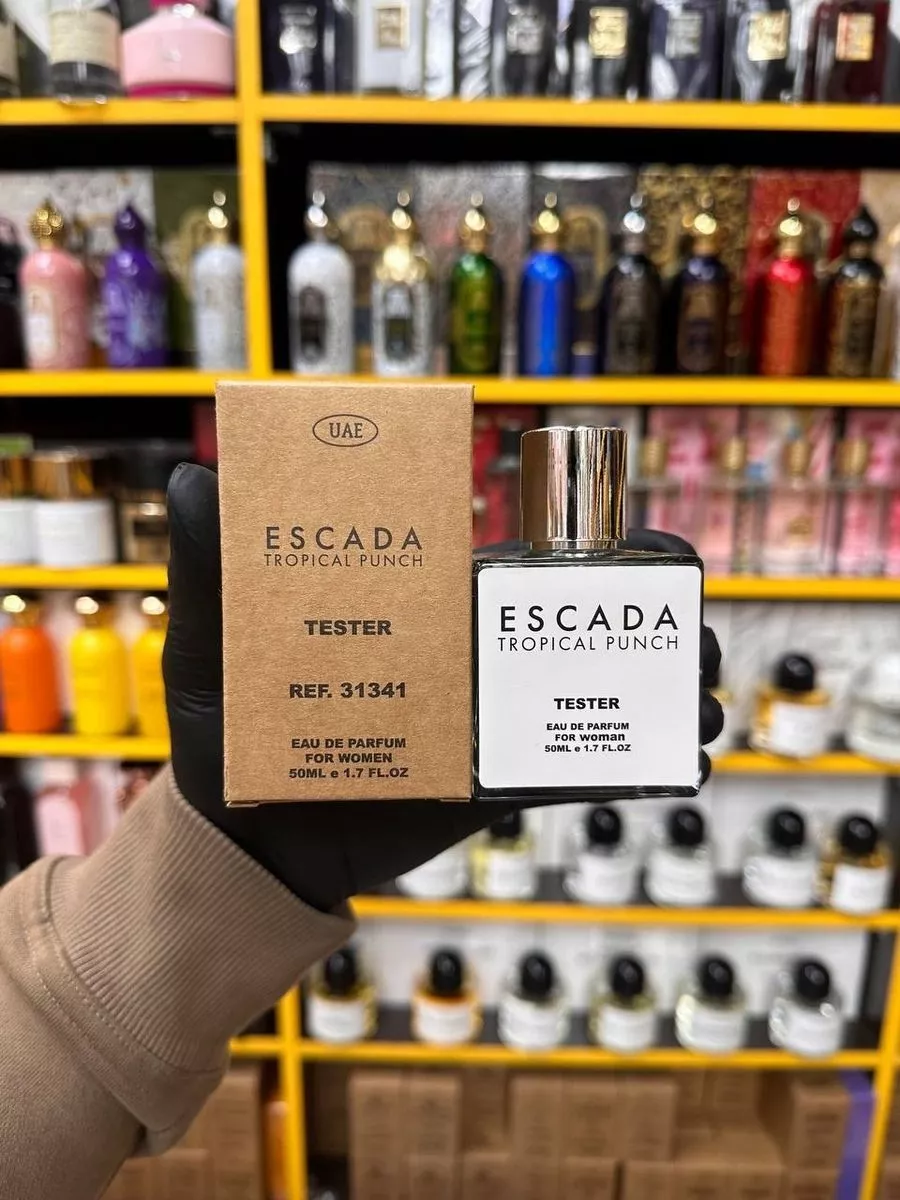 UAE
ESCADA
TROPICAL PUNCH
TESTER
REF. 31341
EAU DE PARFUM
FOR WOMEN
50ML e 1.7 FL.OZ
ESCADA
TROPICAL PUNCH
TESTER
EAU DE PARFUM
FOR woman
50ML e 1.7 FL.OZ